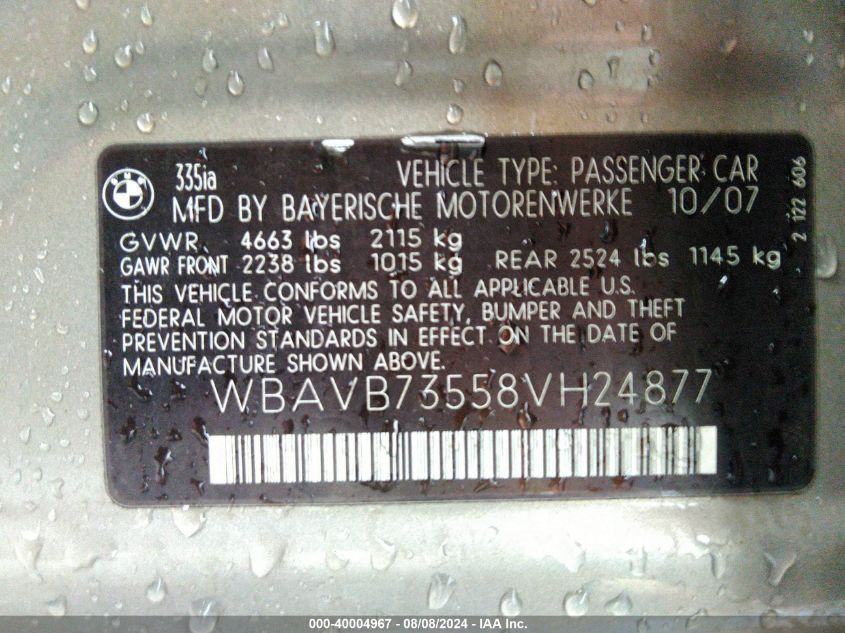 BMW
335ia VEHICLE TYPE: PASSENGER CAR
MFD BY BAYERISCHE MOTORENWERKE 10/07
GVWR 4663 lbs 2115 kg
GAWR FRONT 2238 lbs 1015 kg REAR 2524 lbs 1145 kg
THIS VEHICLE CONFORMS TO ALL APPLICABLE U.S.
FEDERAL MOTOR VEHICLE SAFETY, BUMPER AND THEFT
PREVENTION STANDARDS IN EFFECT ON THE DATE OF
MANUFACTURE SHOWN ABOVE.
WBAVB73558VH24877
2 122 606
000-40004967 - 08/08/2024 - IAA Inc.